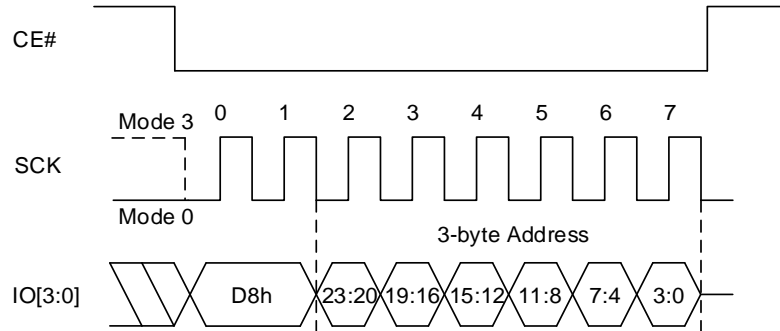 CE#
0 1 2 3 4 5 6 7
Mode 3
SCK
Mode 0
3-byte Address
IO[3:0] D8h 23:20 19:16 15:12 11:8 7:4 3:0